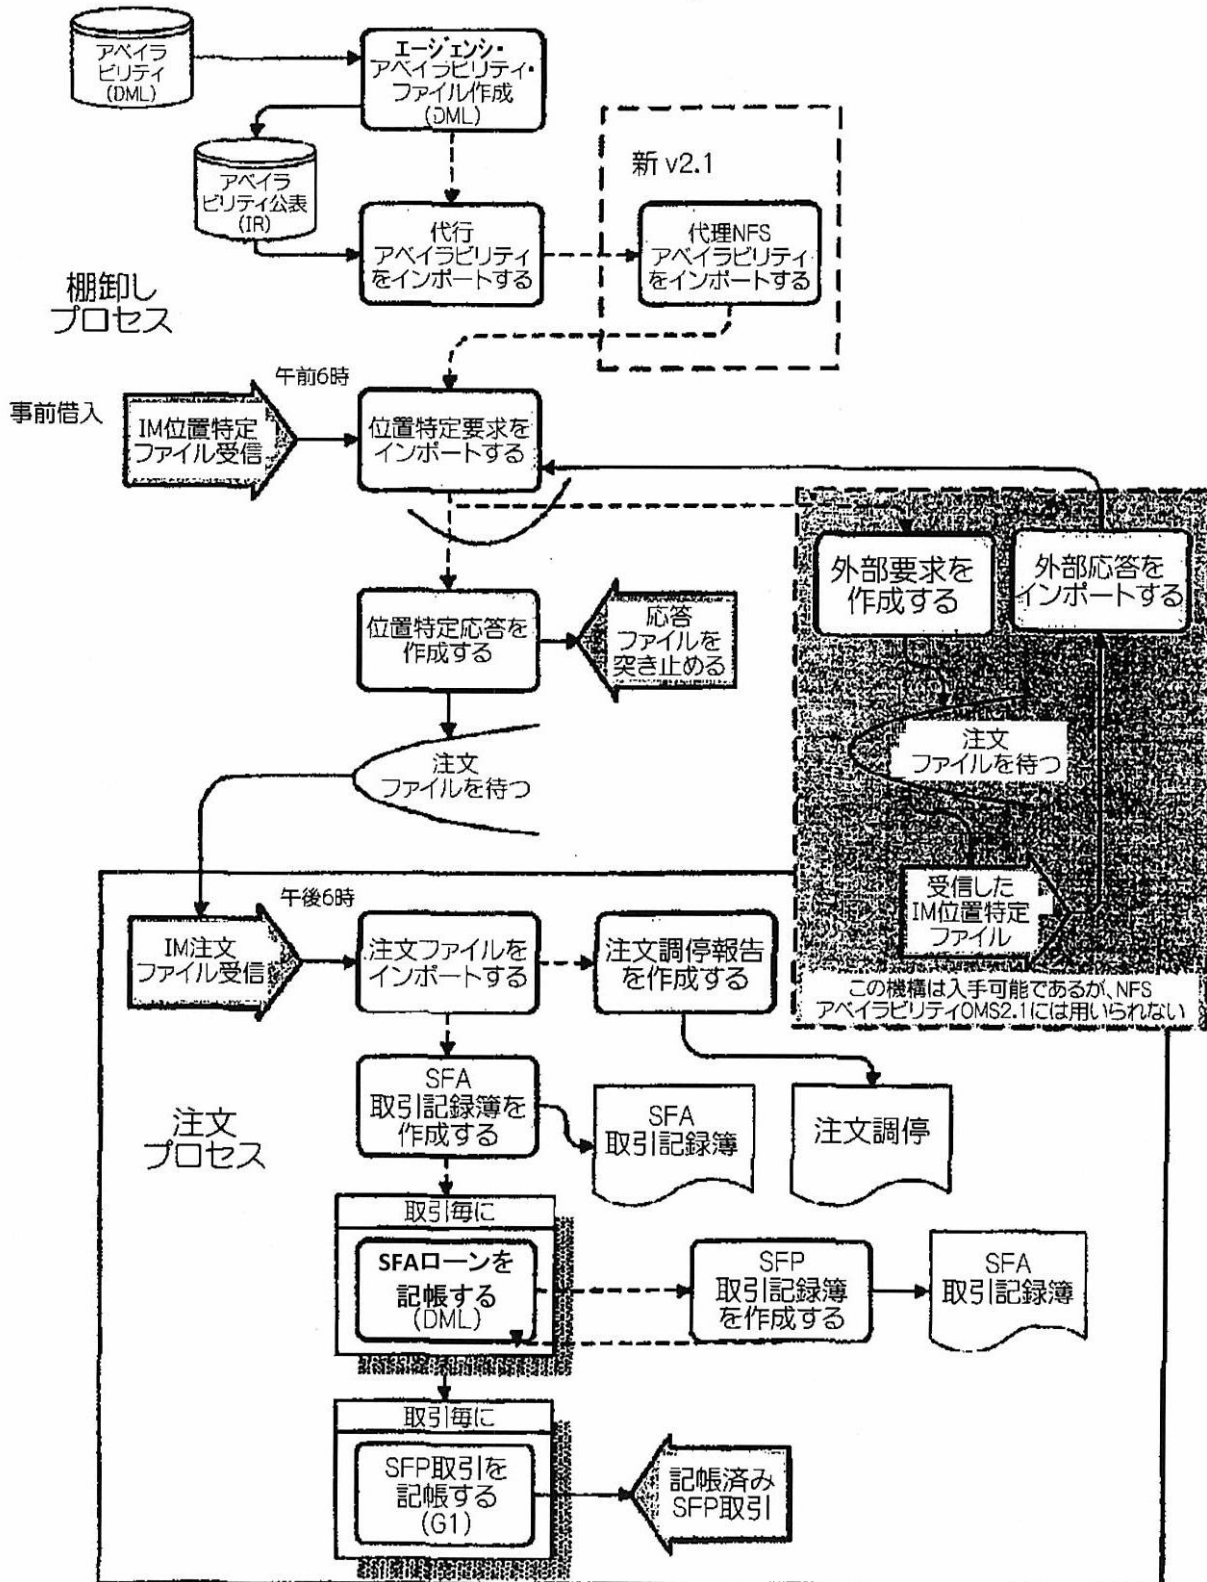 アベイラ
ビリティ
(DML)
エージェンシ・
アベイラビリティ・
ファイル作成
(DML)
アベイラ
ビリティ公表
(IR)
新 v2.1
代行
アベイラビリティ
をインポートする
代理NFS
アベイラビリティ
をインポートする
棚卸し
プロセス
午前6時
事前借入
IM位置特定
ファイル受信
位置特定要求を
インポートする
外部要求を
作成する
外部応答を
インポートする
位置特定応答を
作成する
応答
ファイルを
突き止める
注文
ファイルを待つ
注文
ファイルを待つ
受信した
IM位置特定
ファイル
この機構は入手可能であるが、NFS
アベイラビリティOMS2.1には用いられない
午後6時
IM注文
ファイル受信
注文ファイルを
インポートする
注文調停報告
を作成する
注文
プロセス
SFA
取引記録簿を
作成する
SFA
取引記録簿
注文調停
取引毎に
SFAローンを
記帳する
(DML)
SFP
取引記録簿
を作成する
SFA
取引記録簿
取引毎に
SFP取引を
記帳する
(G1)
記帳済み
SFP取引